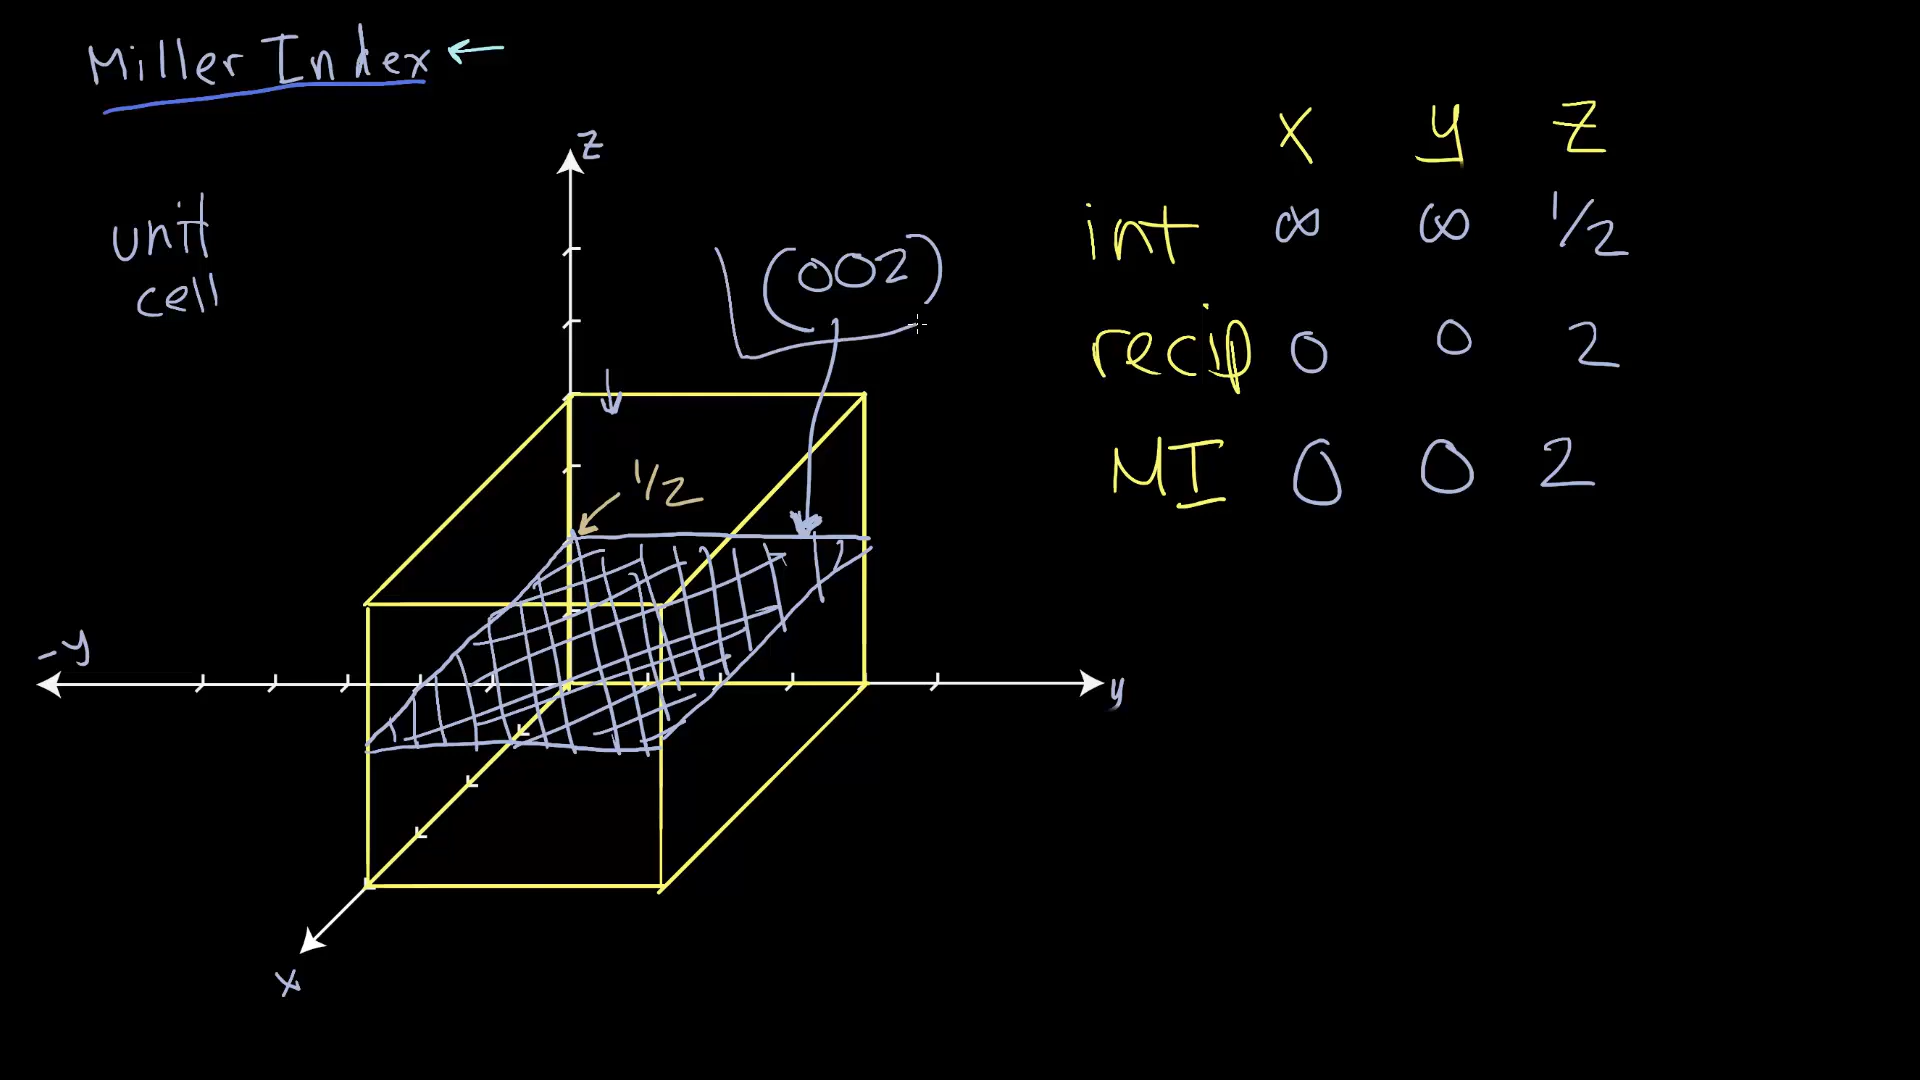 Miller Index
unit
cell
z
(002)
1/2
-y
y
x
x y z
int ∞ ∞ 1/2
recip 0 0 2
MI 0 0 2